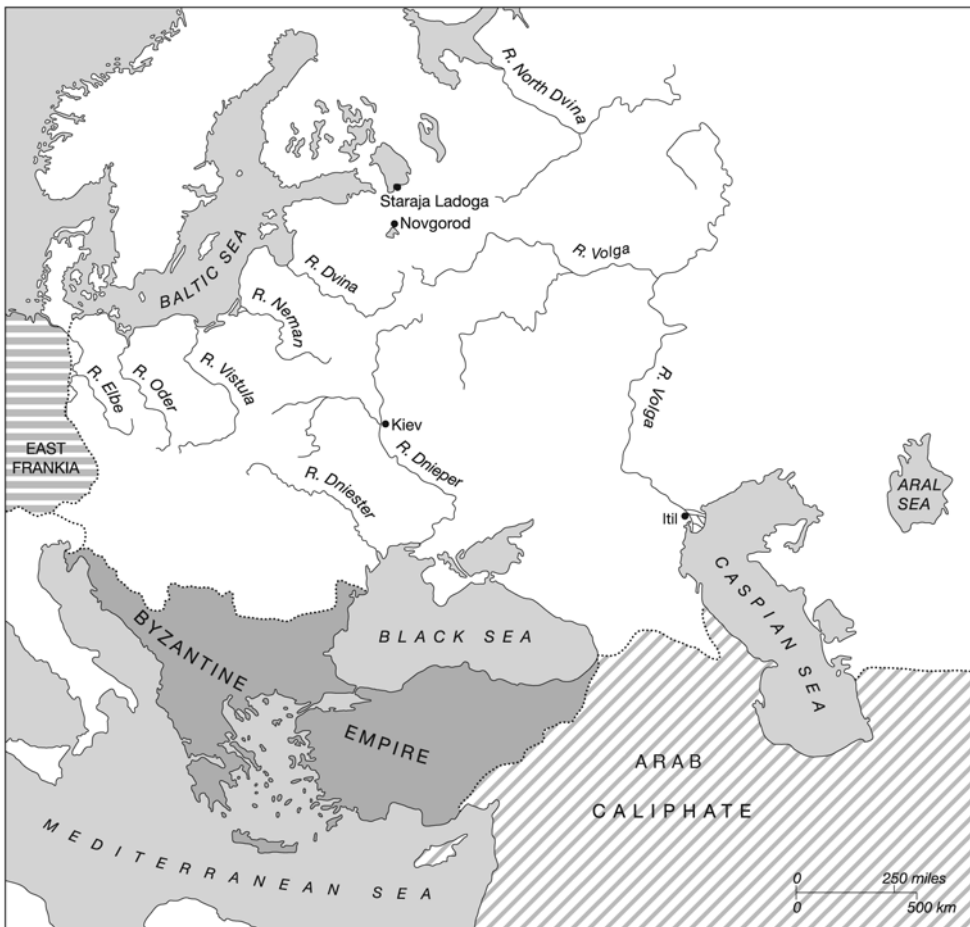 R. North Dvina
Staraja Ladoga
Novgorod
R. Volga
BALTIC SEA
R. Dvina
R. Neman
R. Vistula
R. Oder
R. Elbe
R. Volga
Kiev
EAST
FRANKIA
R. Dnieper
R. Dniester
ARAL
SEA
Itil
CASPIAN SEA
BLACK SEA
BYZANTINE
EMPIRE
ARAB
CALIPHATE
MEDITERRANEAN SEA
0 250 miles
0 500 km